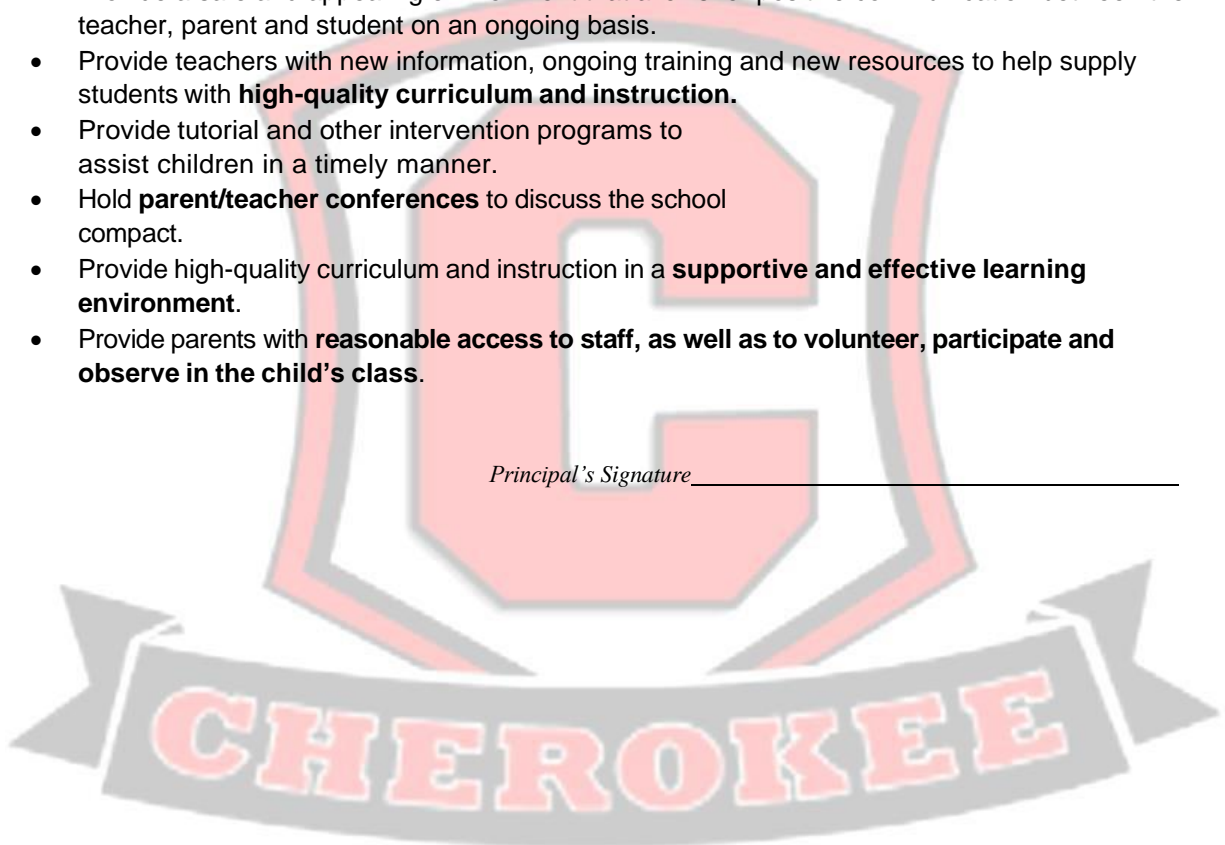 teacher, parent and student on an ongoing basis.
• Provide teachers with new information, ongoing training and new resources to help supply
students with high-quality curriculum and instruction.
• Provide tutorial and other intervention programs to
assist children in a timely manner.
• Hold parent/teacher conferences to discuss the school
compact.
• Provide high-quality curriculum and instruction in a supportive and effective learning
environment.
• Provide parents with reasonable access to staff, as well as to volunteer, participate and
observe in the child’s class.
Principal’s Signature
C
CHEROKEE